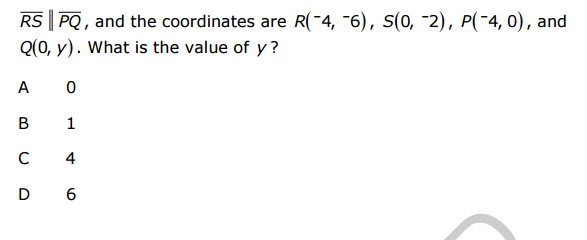 RS ∥ PQ, and the coordinates are R(⁻4, ⁻6), S(0, ⁻2), P(⁻4, 0), and
Q(0, y). What is the value of y?
A 0
B 1
C 4
D 6